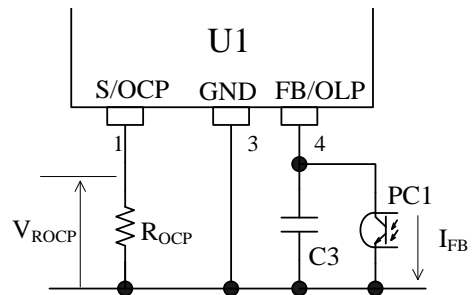 U1
S/OCP GND FB/OLP
1 3 4
PC1
V_ROCP R_OCP C3 I_FB